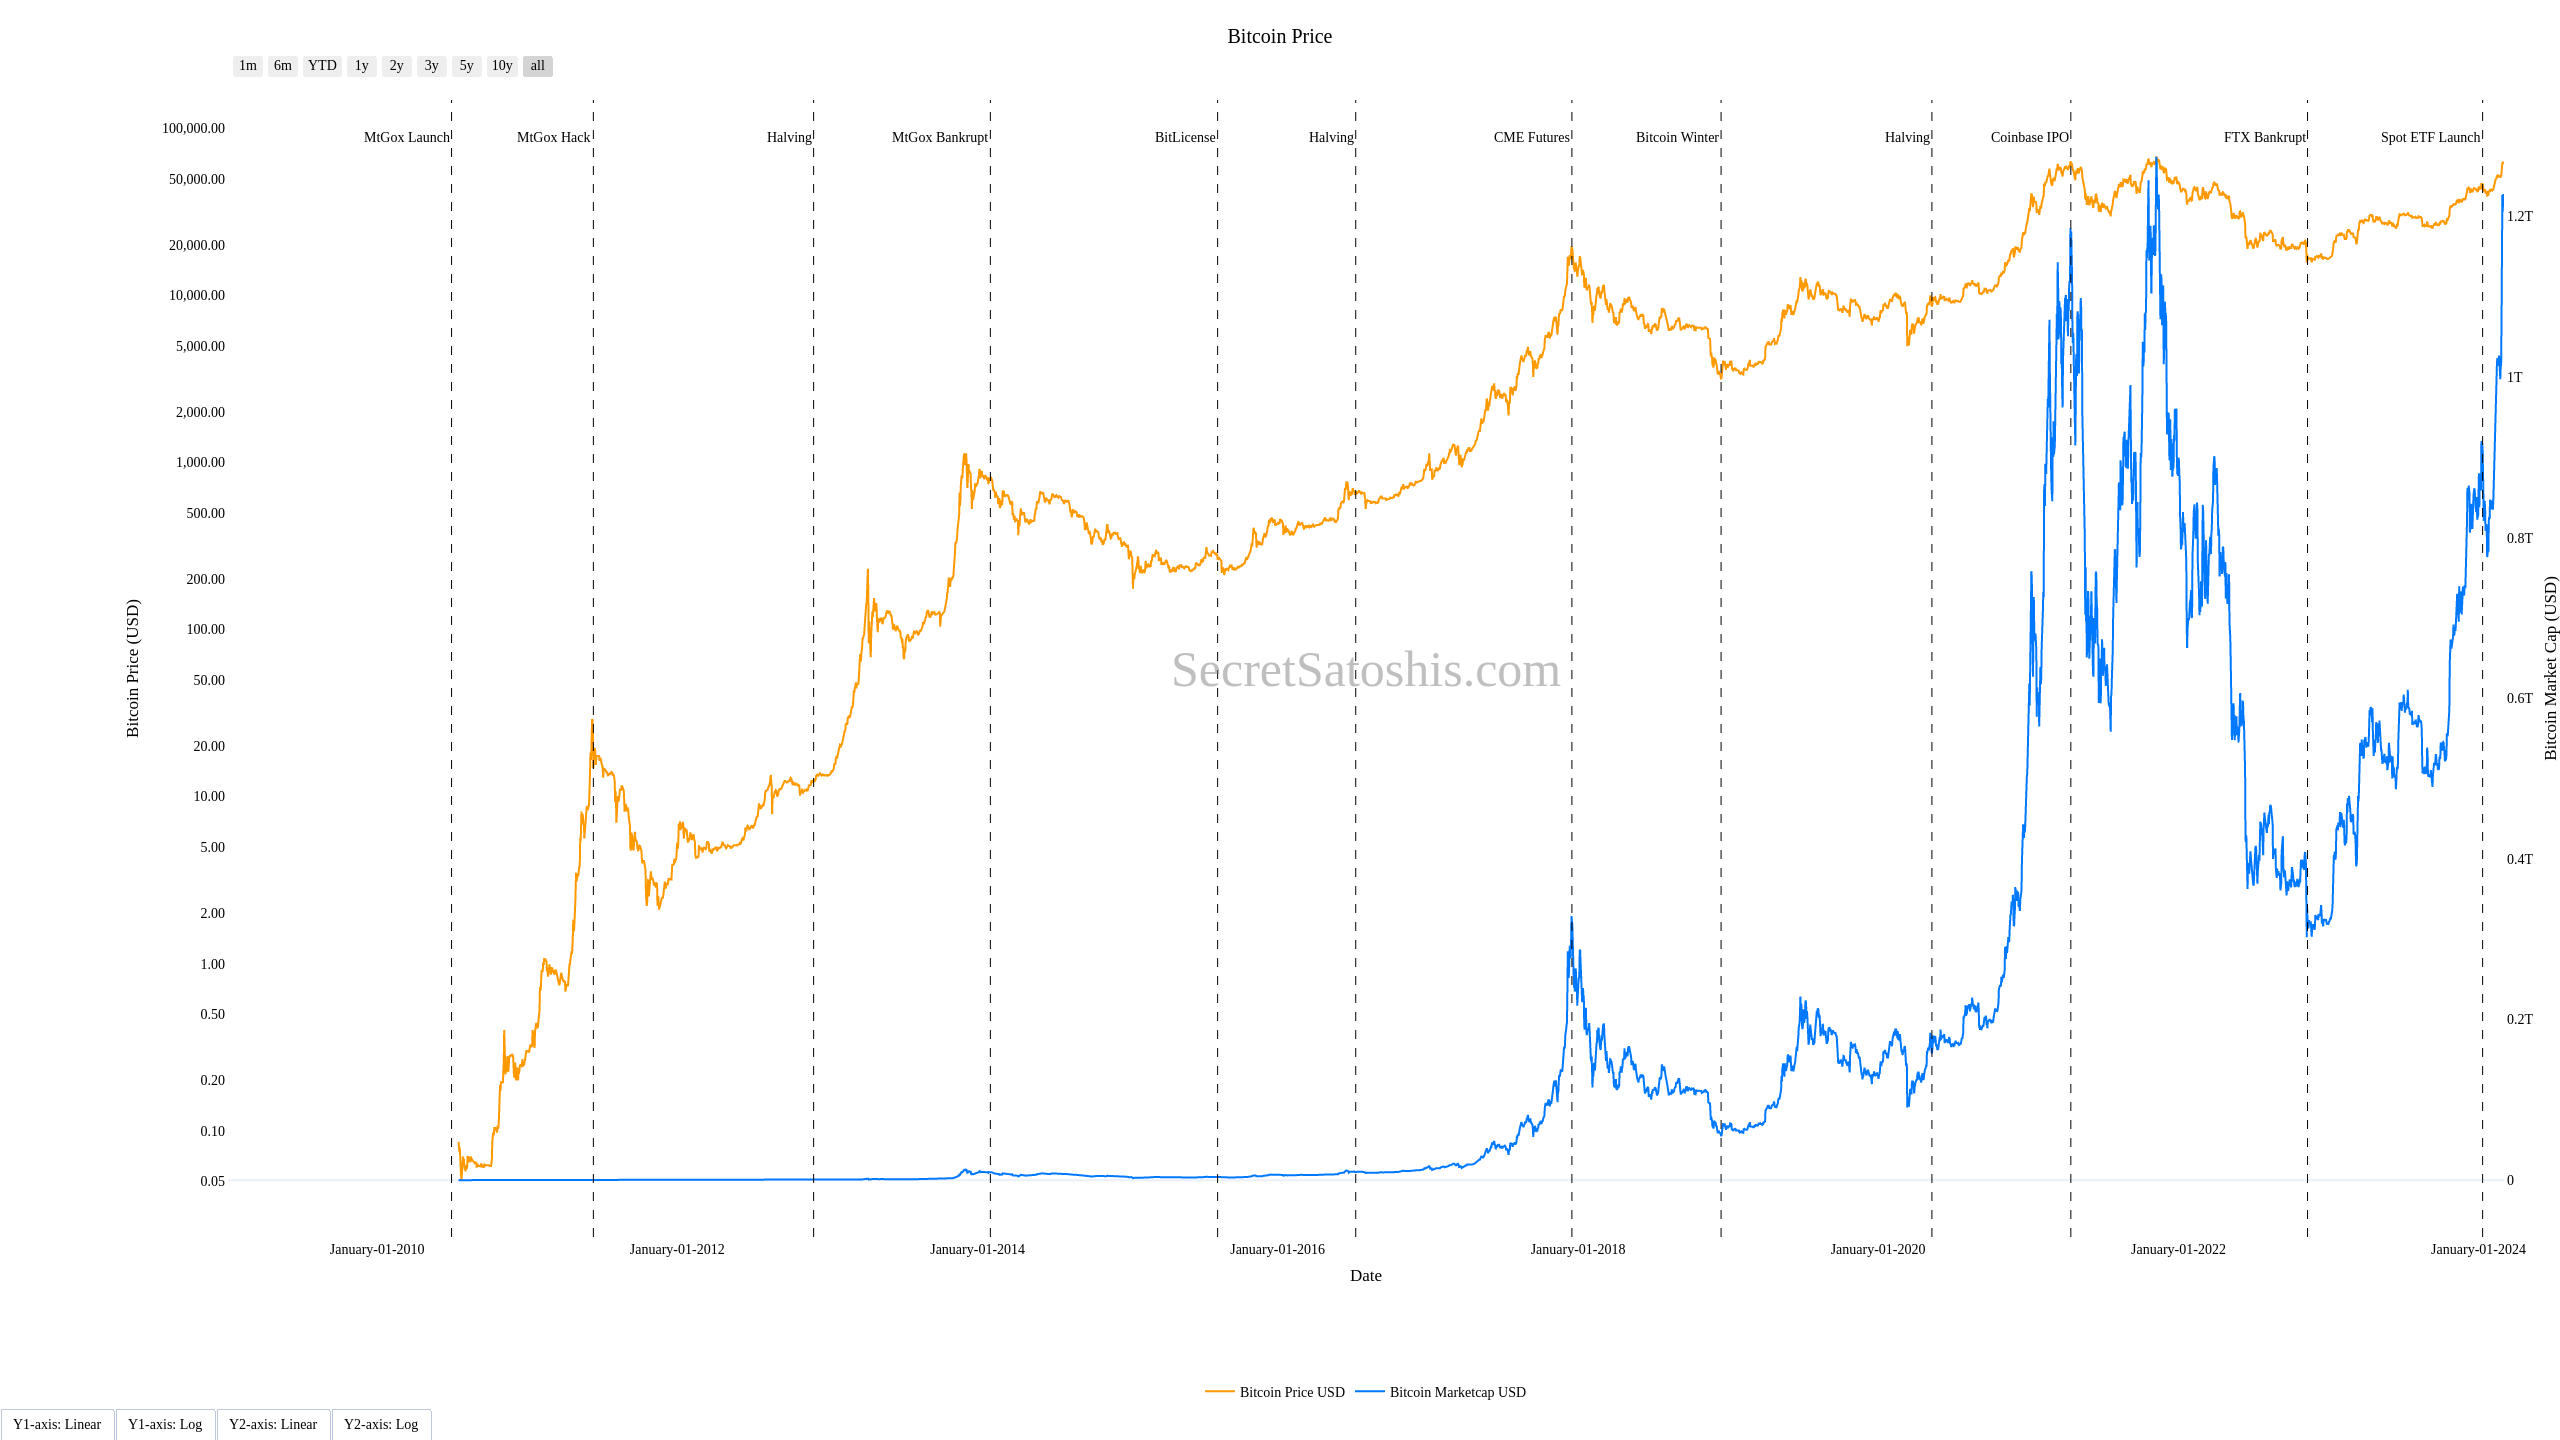 Bitcoin Price
1m 6m YTD 1y 2y 3y 5y 10y all
MtGox Launch MtGox Hack Halving MtGox Bankrupt BitLicense Halving CME Futures Bitcoin Winter Halving Coinbase IPO FTX Bankrupt Spot ETF Launch
100,000.00
50,000.00
20,000.00
10,000.00
5,000.00
2,000.00
1,000.00
500.00
200.00
100.00
50.00
20.00
10.00
5.00
2.00
1.00
0.50
0.20
0.10
0.05
Bitcoin Price (USD)
SecretSatoshis.com
1.2T
1T
0.8T
0.6T
0.4T
0.2T
0
Bitcoin Market Cap (USD)
January-01-2010 January-01-2012 January-01-2014 January-01-2016 January-01-2018 January-01-2020 January-01-2022 January-01-2024
Date
Bitcoin Price USD Bitcoin Marketcap USD
Y1-axis: Linear Y1-axis: Log Y2-axis: Linear Y2-axis: Log